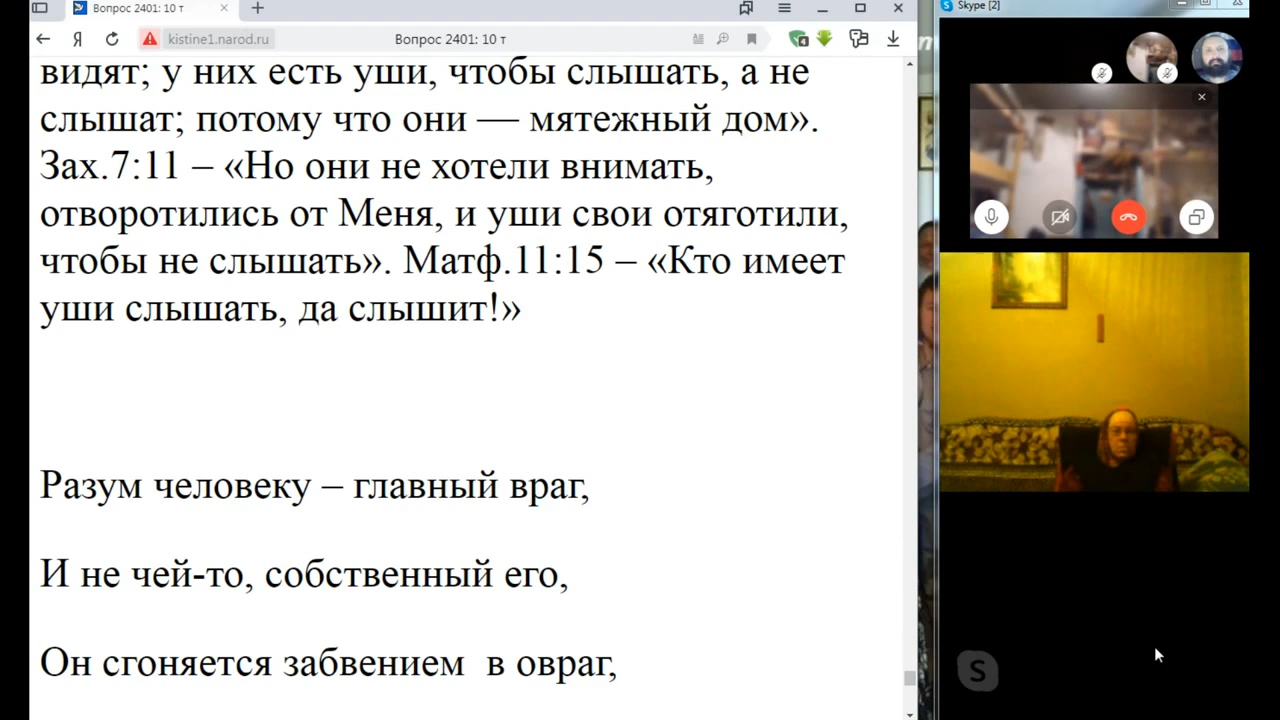 Вопрос 2401: 10 т
Skype [2]
Я
kistine1.narod.ru
Вопрос 2401: 10 т
4
видят; у них есть уши, чтобы слышать, а не
слышат; потому что они — мятежный дом».
Зах.7:11 – «Но они не хотели внимать,
отворотились от Меня, и уши свои отяготили,
чтобы не слышать». Матф.11:15 – «Кто имеет
уши слышать, да слышит!»
Разум человеку – главный враг,
И не чей-то, собственный его,
Он сгоняется забвением в овраг,
S